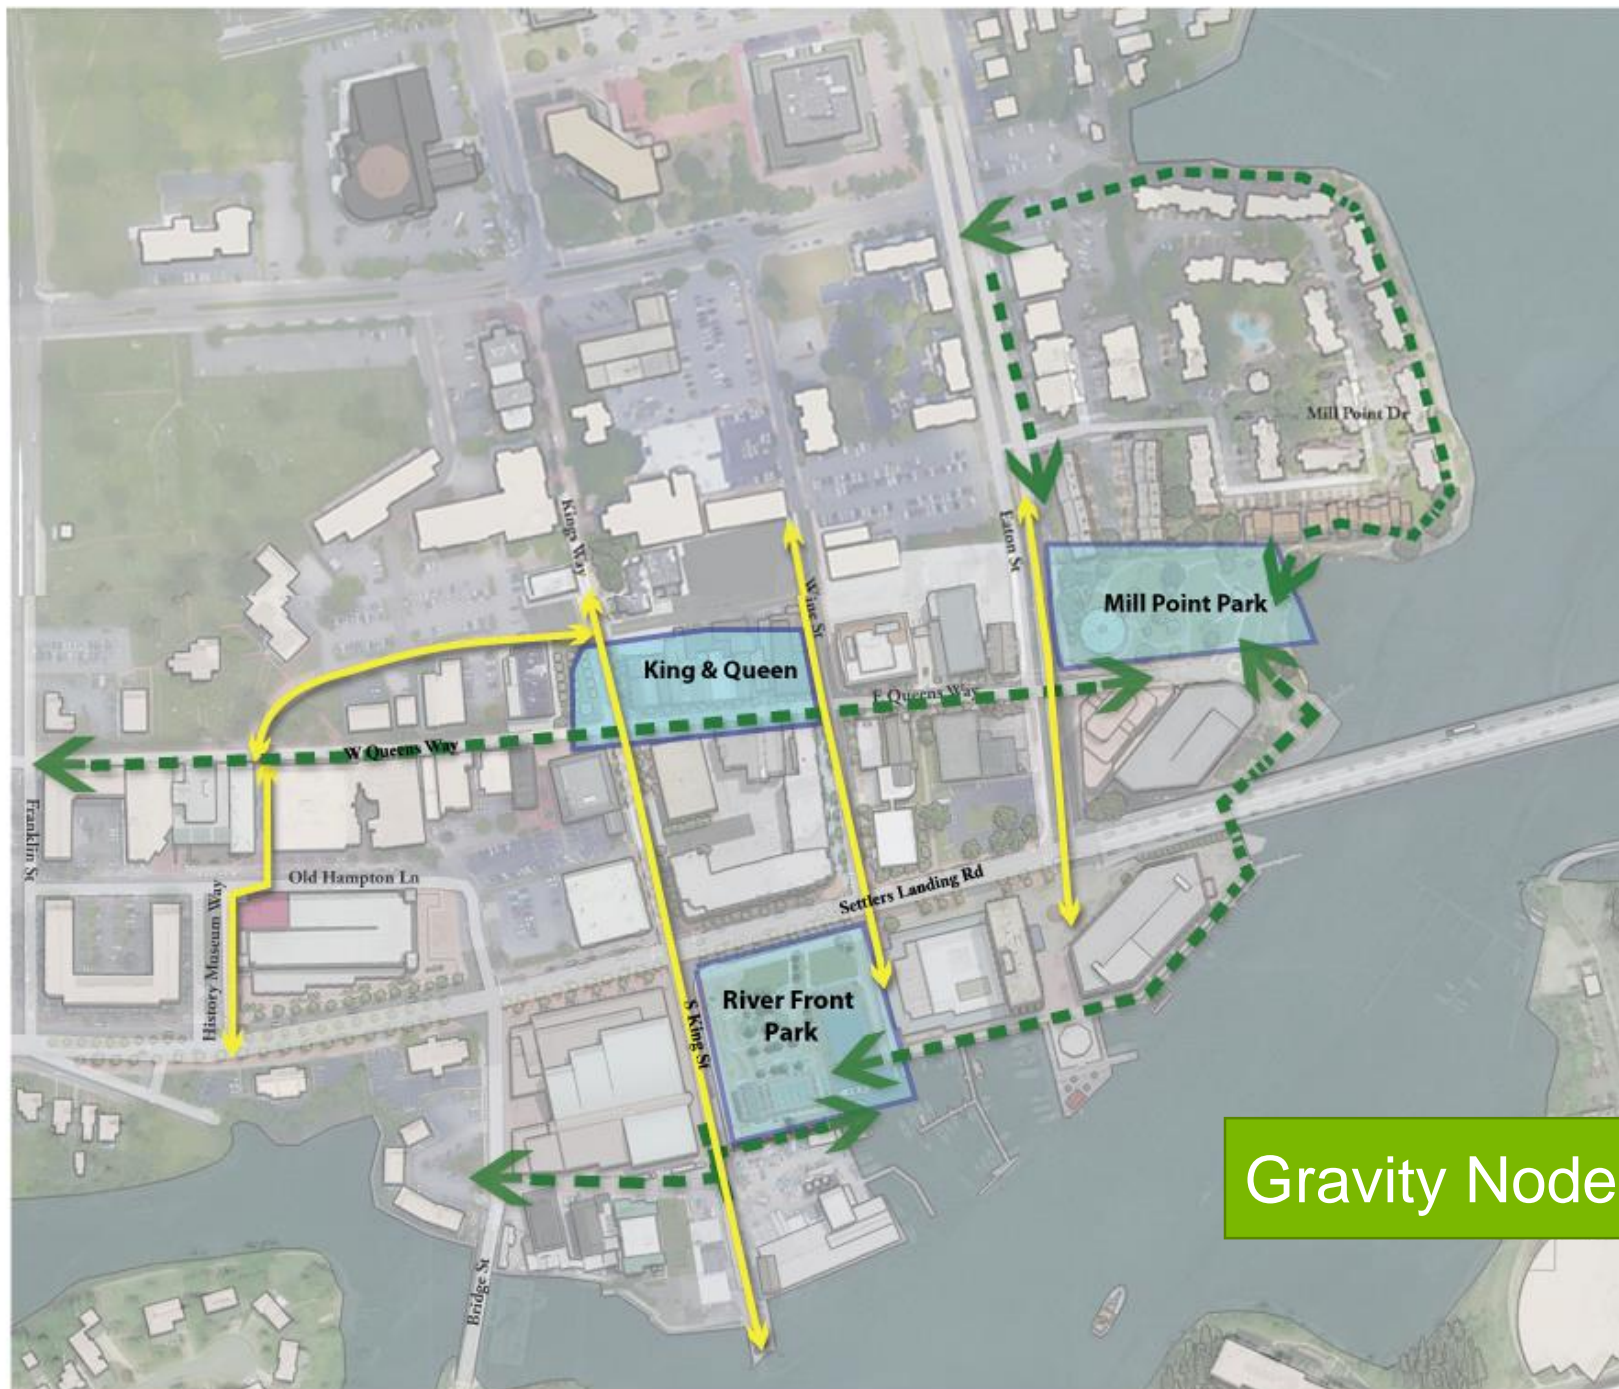 Mill Point Dr
Kings Way
Eaton St
Wine St
Mill Point Park
King & Queen
E Queens Way
W Queens Way
Franklin St
Old Hampton Ln
Settlers Landing Rd
History Museum Way
River Front
Park
S King St
Gravity Node
Bridge St